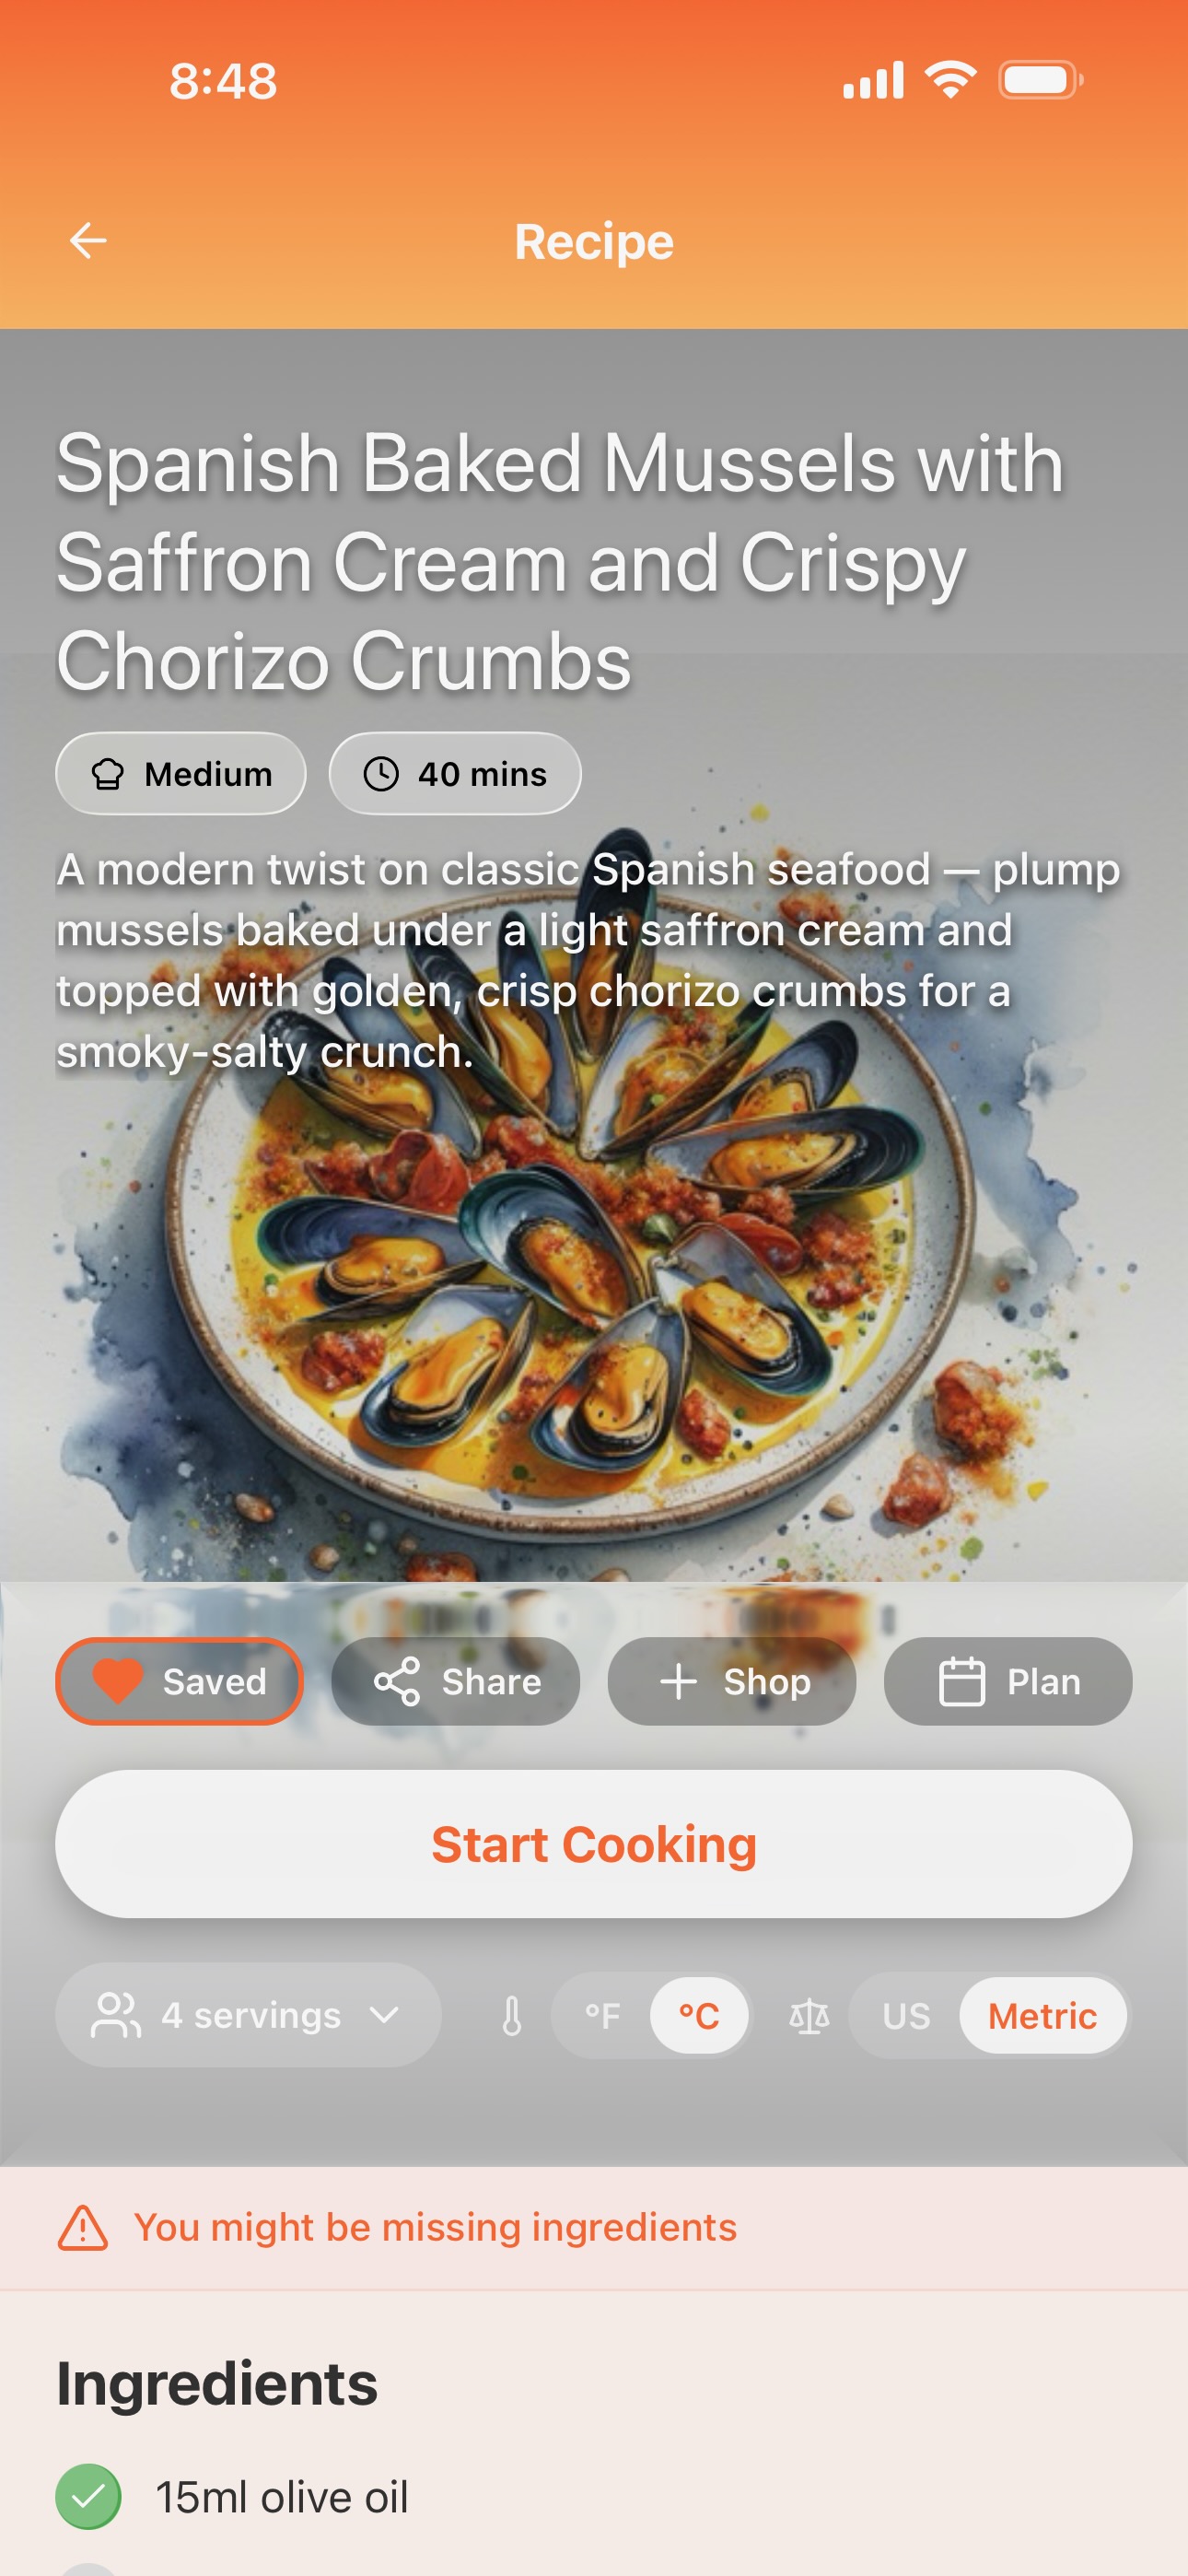 8:48
Recipe
Spanish Baked Mussels with
Saffron Cream and Crispy
Chorizo Crumbs
Medium 40 mins
A modern twist on classic Spanish seafood — plump
mussels baked under a light saffron cream and
topped with golden, crisp chorizo crumbs for a
smoky-salty crunch.
Saved Share Shop Plan
Start Cooking
4 servings °F °C US Metric
You might be missing ingredients
Ingredients
15ml olive oil